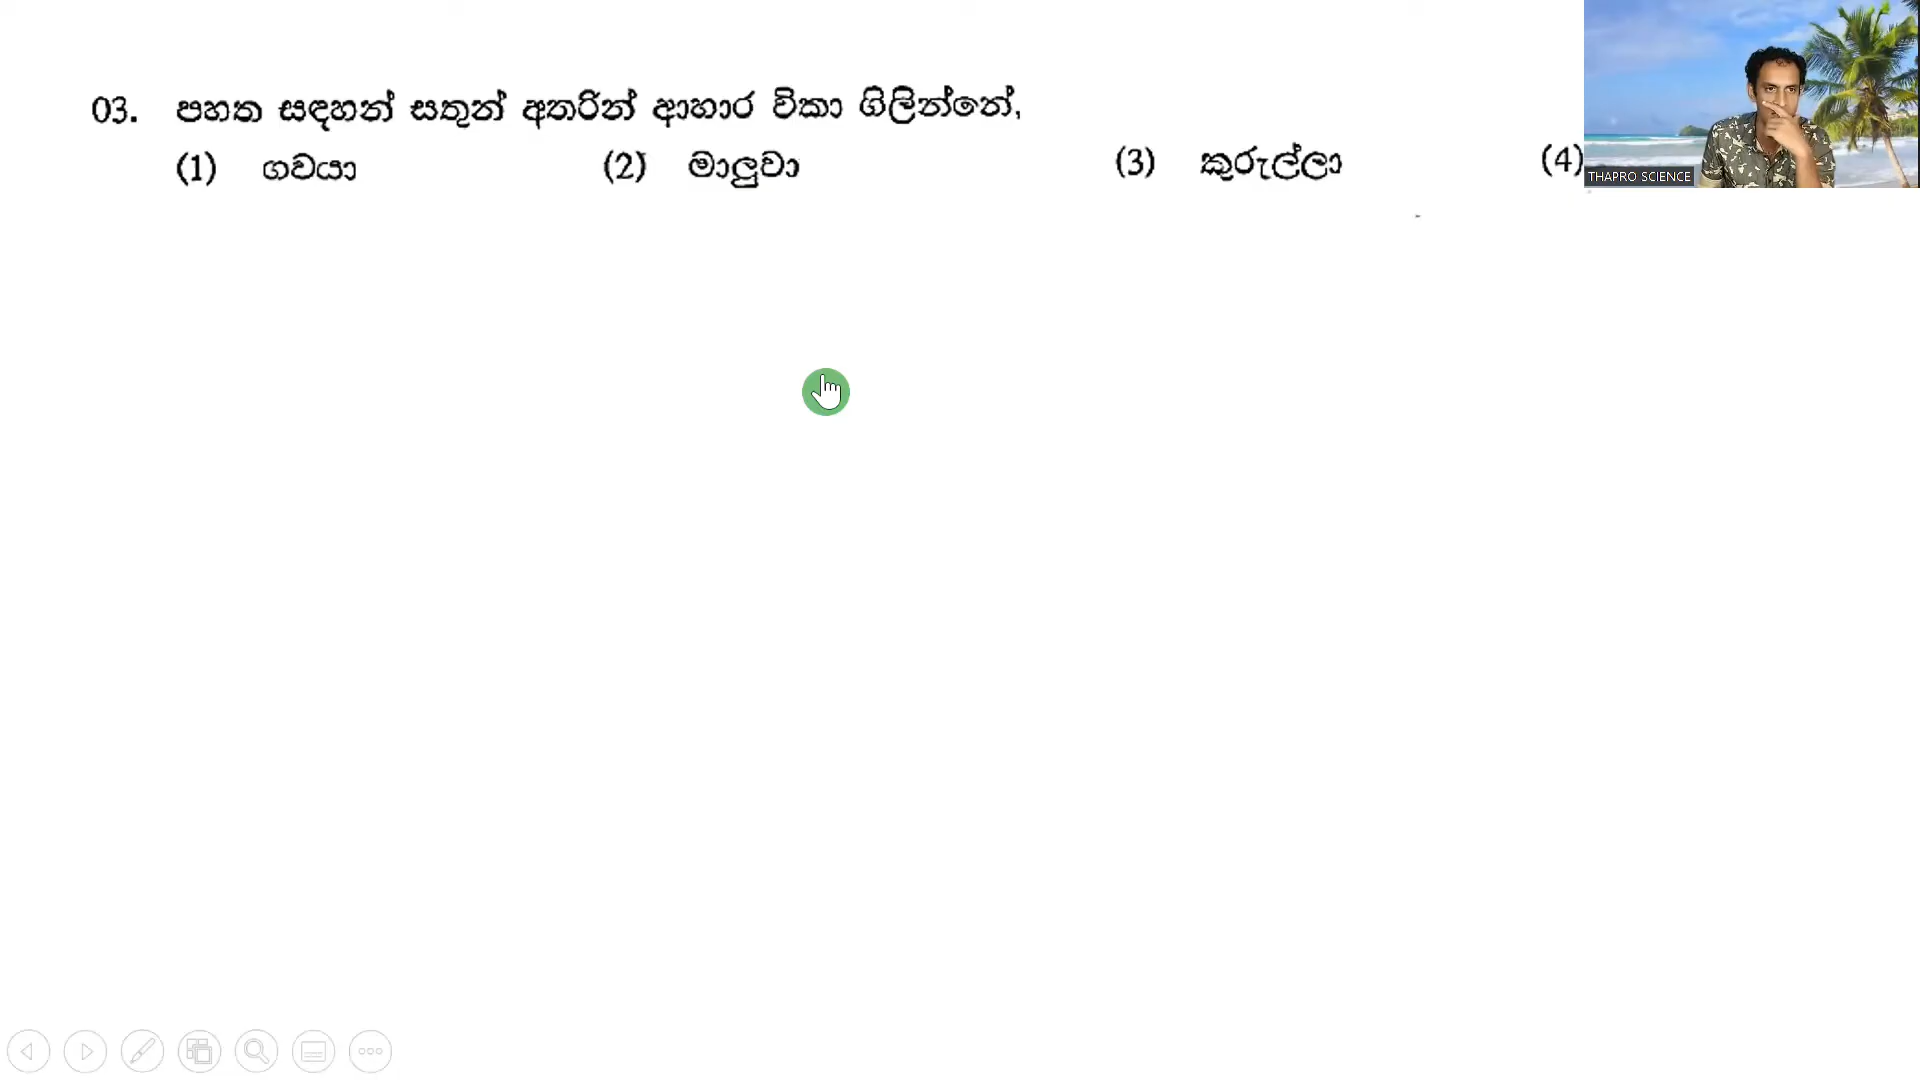 03. පහත සඳහන් සතුන් අතරින් ආහාර විකා ගිලින්නේ,
(1) ගවයා (2) මාලුවා (3) කුරුල්ලා (4)
THAPRO SCIENCE